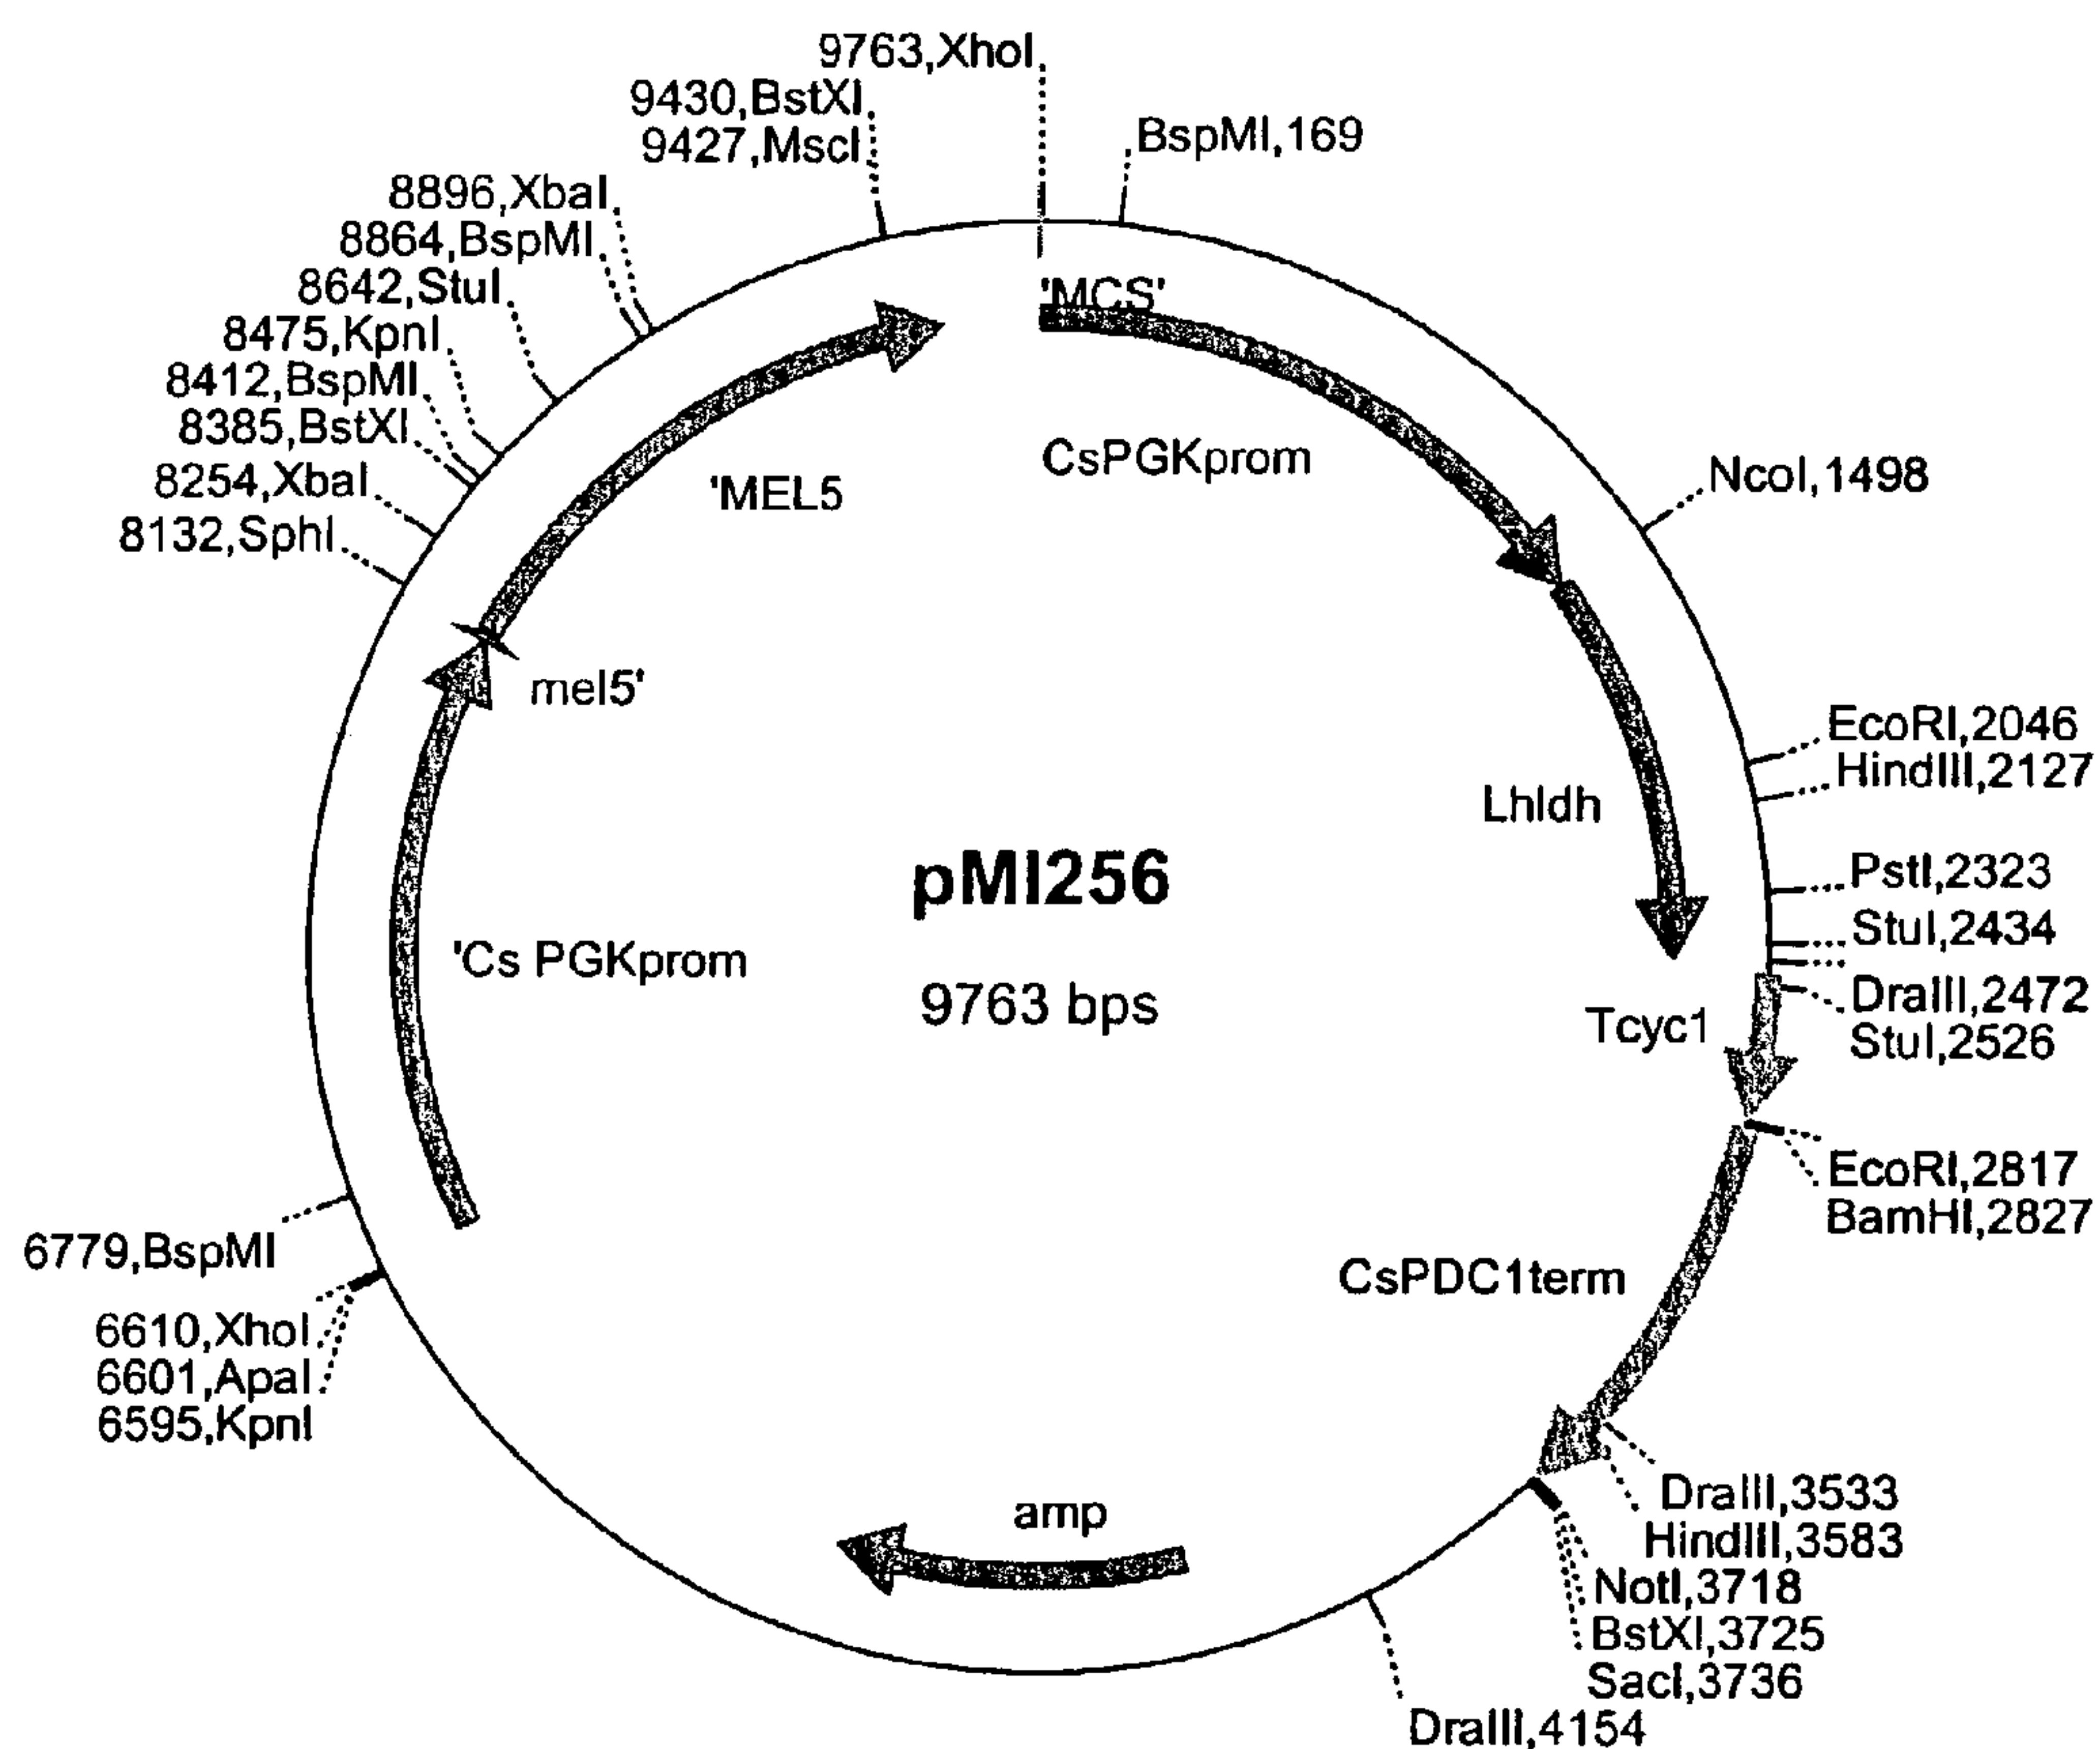 9763,XhoI
9430,BstXI
9427,MscI
BspMI,169
8896,XbaI
8864,BspMI
8642,StuI
8475,KpnI
8412,BspMI
8385,BstXI
8254,XbaI
8132,SphI
'MCS'
CsPGKprom
'MEL5
NcoI,1498
mel5'
EcoRI,2046
HindIII,2127
Lhldh
PstI,2323
StuI,2434
DraIII,2472
StuI,2526
pMI256
9763 bps
'Cs PGKprom
Tcyc1
EcoRI,2817
BamHI,2827
6779,BspMI
CsPDC1term
6610,XhoI
6601,ApaI
6595,KpnI
DraIII,3533
HindIII,3583
NotI,3718
BstXI,3725
SacI,3736
amp
DraIII,4154